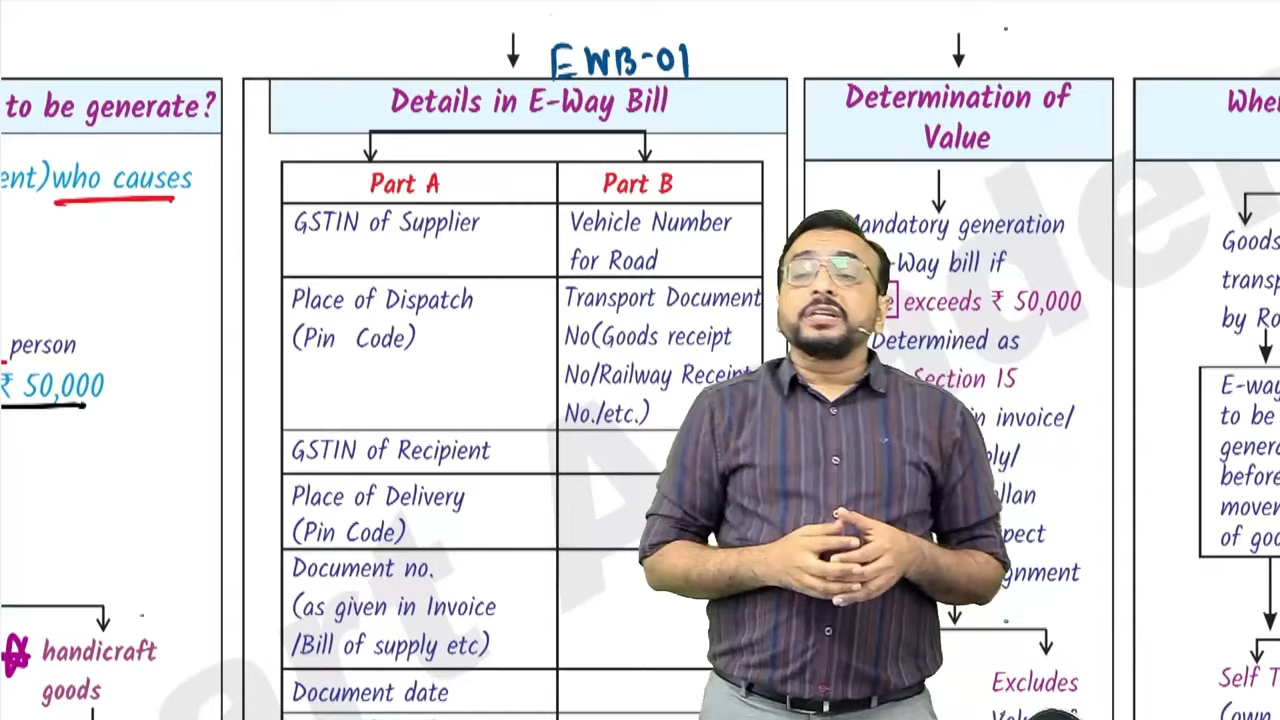 EWB-01
to be generate?
ent) who causes
person
₹ 50,000
handicraft
goods
Details in E-Way Bill
Part A
Part B
GSTIN of Supplier
Vehicle Number
for Road
Place of Dispatch
(Pin Code)
Transport Document
No(Goods receipt
No/Railway Receipt
No./etc.)
GSTIN of Recipient
Place of Delivery
(Pin Code)
Document no.
(as given in Invoice
/Bill of supply etc)
Document date
Determination of
Value
Mandatory generation
-Way bill if
exceeds ₹ 50,000
Determined as
Section 15
in invoice/
ly/
llan
pect
gnment
Excludes
Goods
by Ro
E-way
to be
genera
before
movem
of goo
Self T
(own